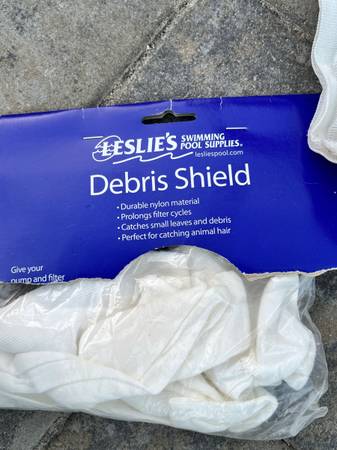 LESLIE'S SWIMMING
POOL SUPPLIES®
lesliespool.com
Debris Shield
• Durable nylon material
• Prolongs filter cycles
• Catches small leaves and debris
• Perfect for catching animal hair
Give your
pump and filter